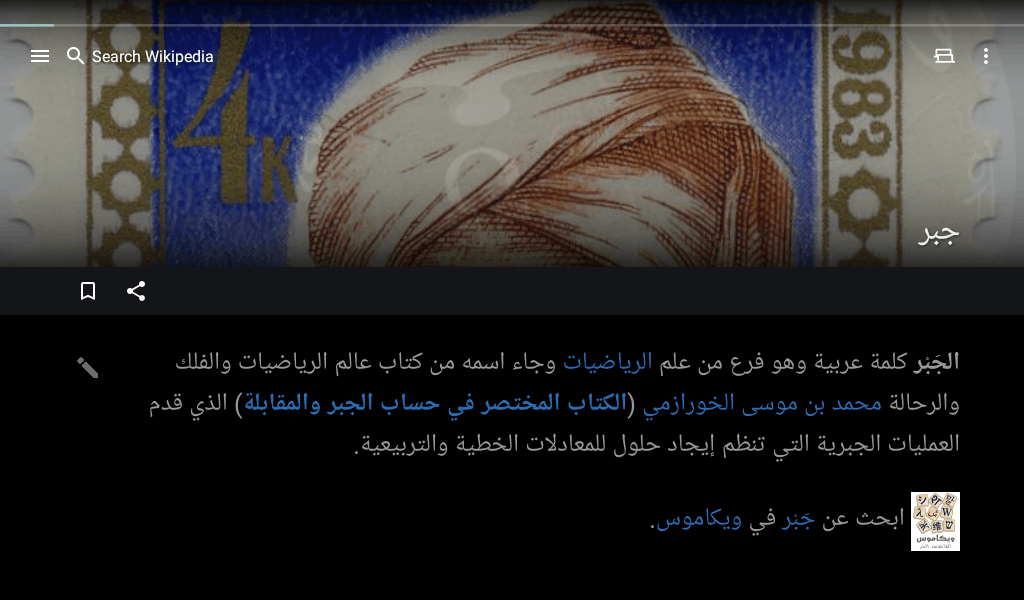 Search Wikipedia
4 K
1983
جبر
الجَبْر كلمة عربية وهو فرع من علم الرياضيات وجاء اسمه من كتاب عالم الرياضيات والفلك
والرحالة محمد بن موسى الخورازمي (الكتاب المختصر في حساب الجبر والمقابلة) الذي قدم
العمليات الجبرية التي تنظم إيجاد حلول للمعادلات الخطية والتربيعية.
ابحث عن جَبْر في ويكاموس.
ويكاموس